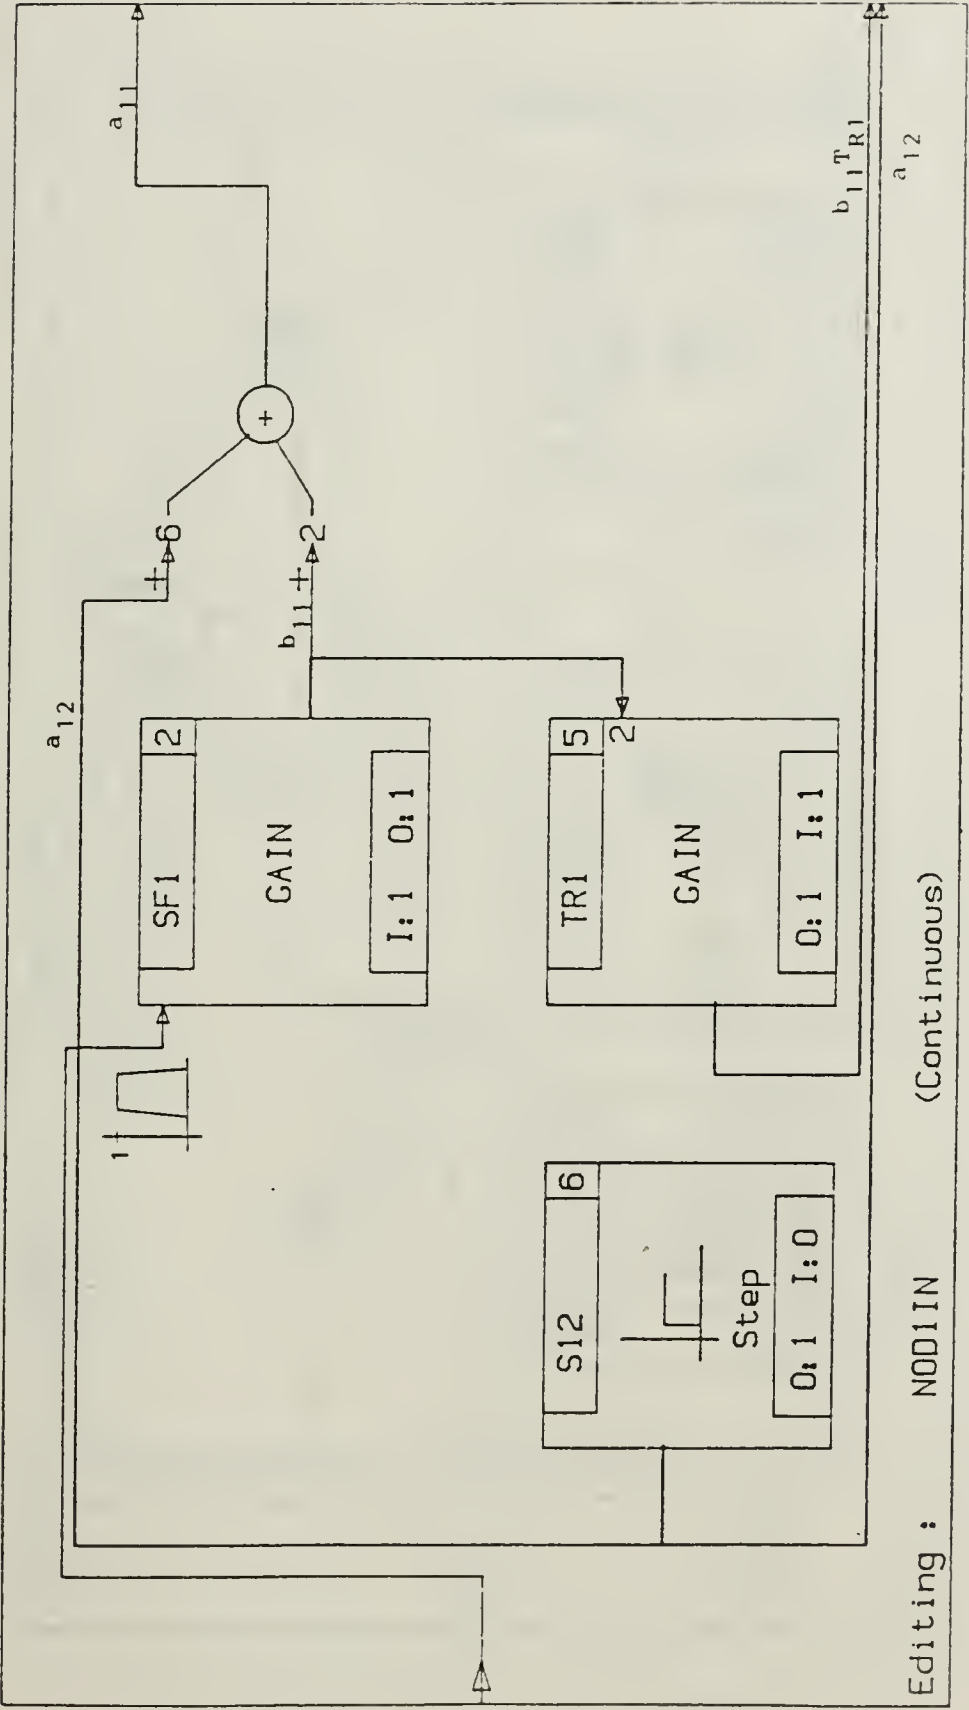 a12
a11
1
SF1 2
GAIN
I: 1 O: 1
+ 6
b11 + 2
+
S12 6
Step
O: 1 I: 0
TR1 5
2
GAIN
O: 1 I: 1
b11TR1
a12
Editing : NOD1IN (Continuous)